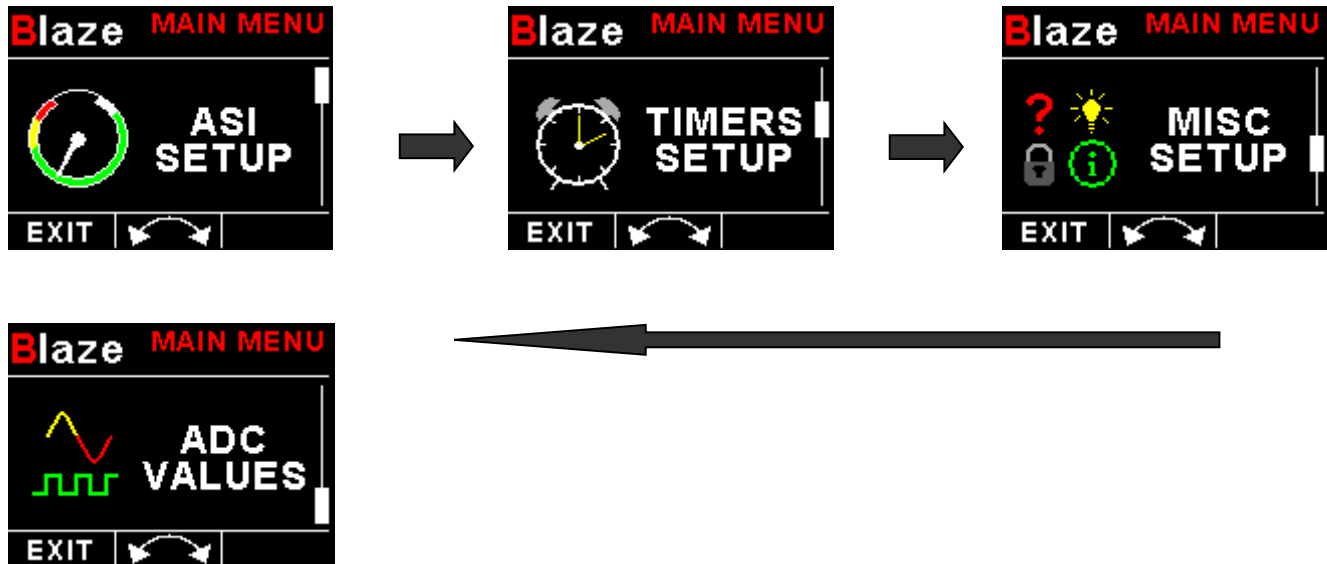 Blaze MAIN MENU
ASI
SETUP
EXIT
Blaze MAIN MENU
TIMERS
SETUP
EXIT
Blaze MAIN MENU
? MISC
i SETUP
EXIT
Blaze MAIN MENU
ADC
VALUES
EXIT